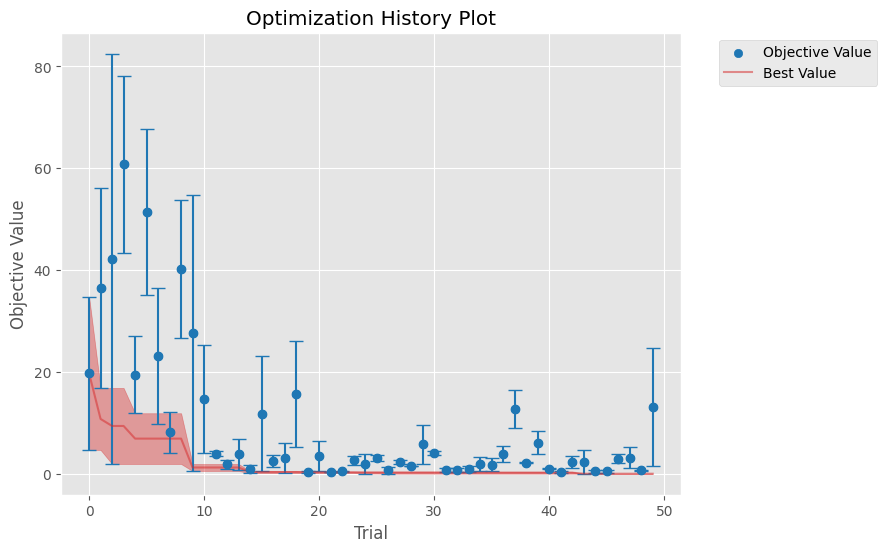 Optimization History Plot
Objective Value
Best Value
Objective Value
80
60
40
20
0
0 10 20 30 40 50
Trial